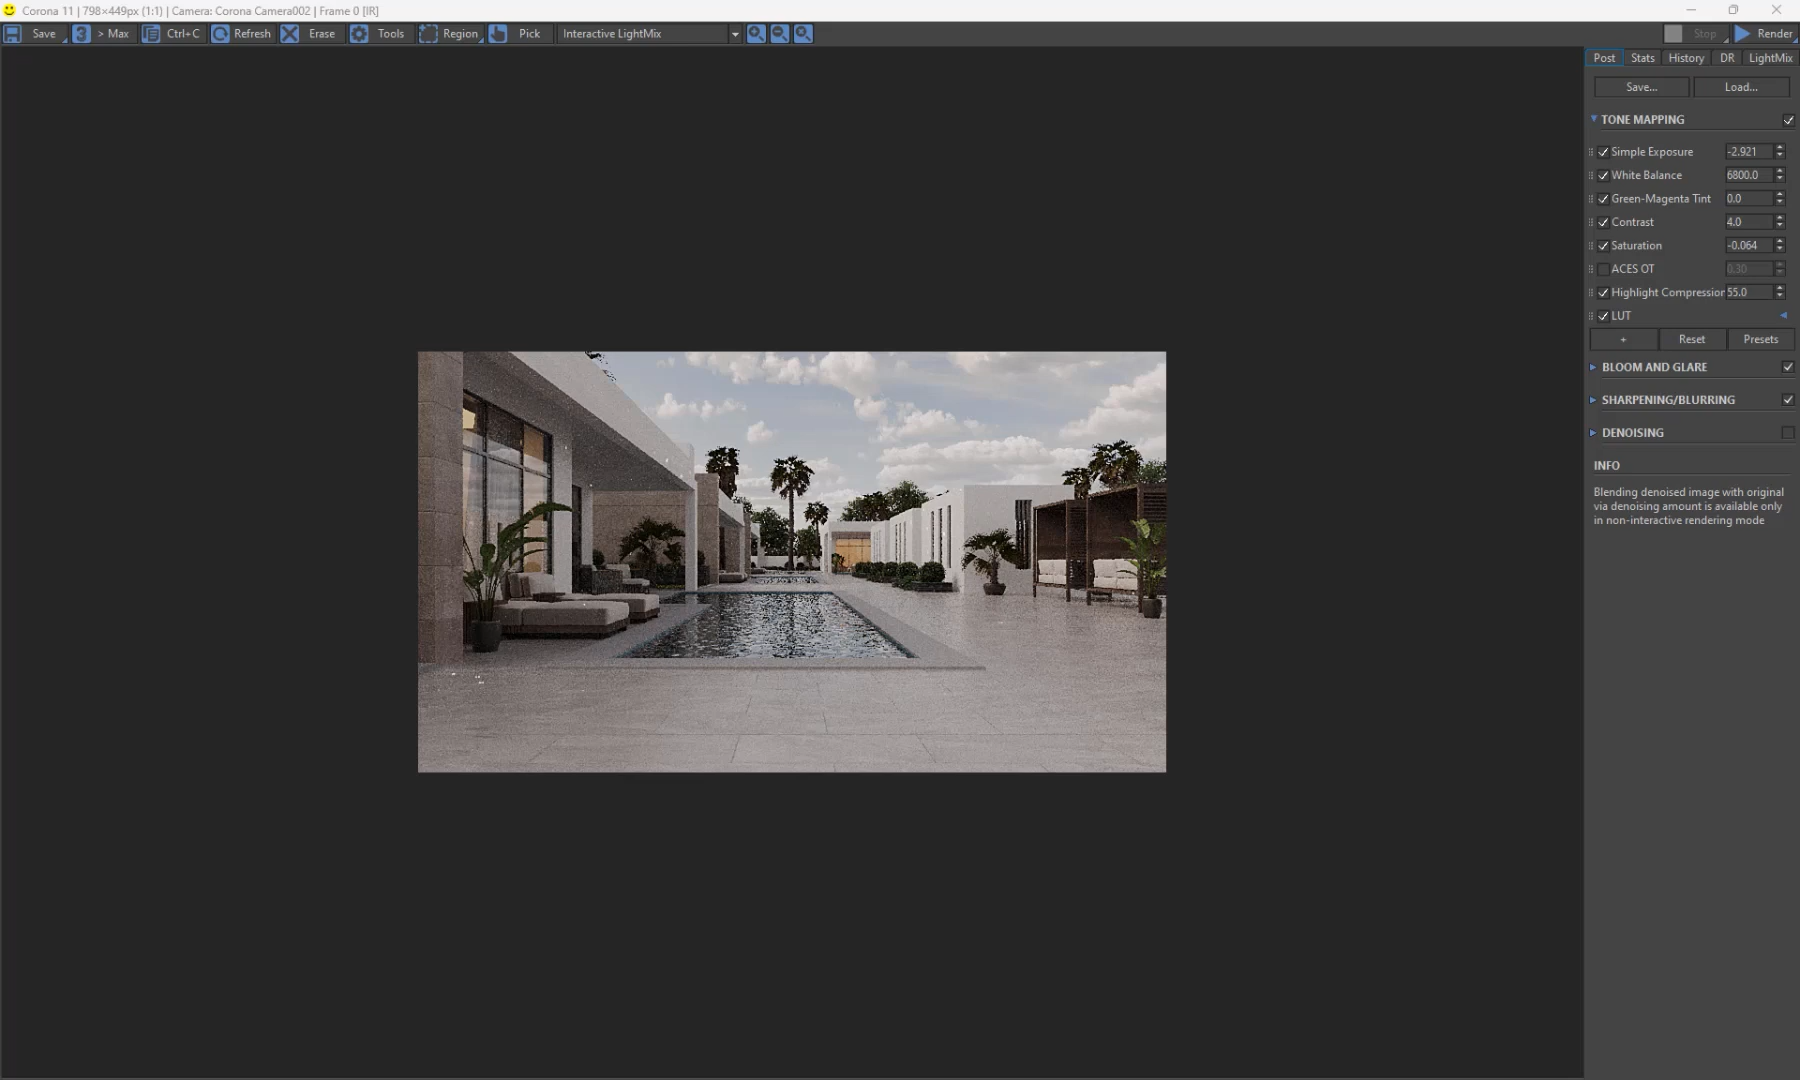 Corona 11 | 798×449px (1:1) | Camera: Corona Camera002 | Frame 0 [IR]
Save 3 > Max Ctrl+C Refresh Erase Tools Region Pick Interactive LightMix Stop Render
Post Stats History DR LightMix
Save... Load...
TONE MAPPING
Simple Exposure -2.921
White Balance 6800.0
Green-Magenta Tint 0.0
Contrast 4.0
Saturation -0.064
ACES OT 0.30
Highlight Compression 55.0
LUT
+ Reset Presets
BLOOM AND GLARE
SHARPENING/BLURRING
DENOISING
INFO
Blending denoised image with original
via denoising amount is available only
in non-interactive rendering mode